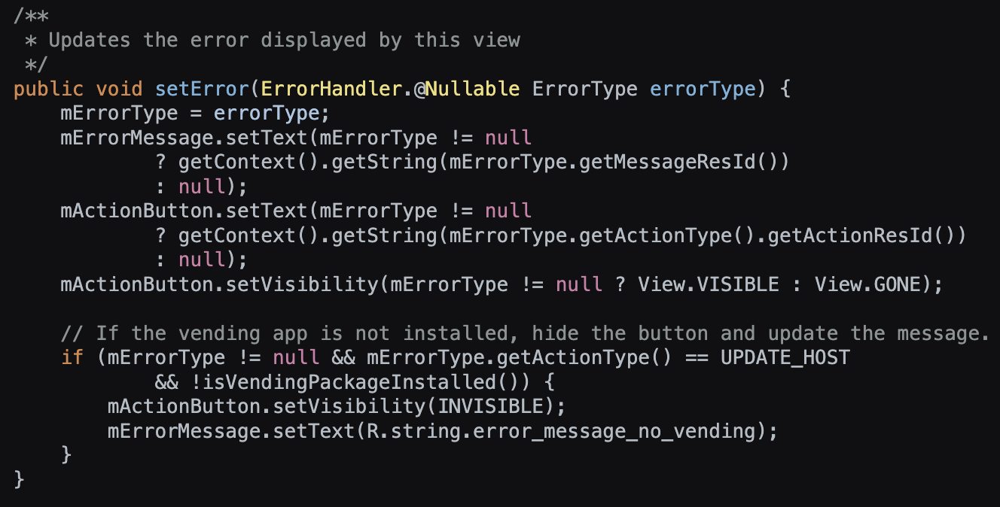 /**
 * Updates the error displayed by this view
 */
public void setError(ErrorHandler.@Nullable ErrorType errorType) {
    mErrorType = errorType;
    mErrorMessage.setText(mErrorType != null
            ? getContext().getString(mErrorType.getMessageResId())
            : null);
    mActionButton.setText(mErrorType != null
            ? getContext().getString(mErrorType.getActionType().getActionResId())
            : null);
    mActionButton.setVisibility(mErrorType != null ? View.VISIBLE : View.GONE);

    // If the vending app is not installed, hide the button and update the message.
    if (mErrorType != null && mErrorType.getActionType() == UPDATE_HOST
            && !isVendingPackageInstalled()) {
        mActionButton.setVisibility(INVISIBLE);
        mErrorMessage.setText(R.string.error_message_no_vending);
    }
}